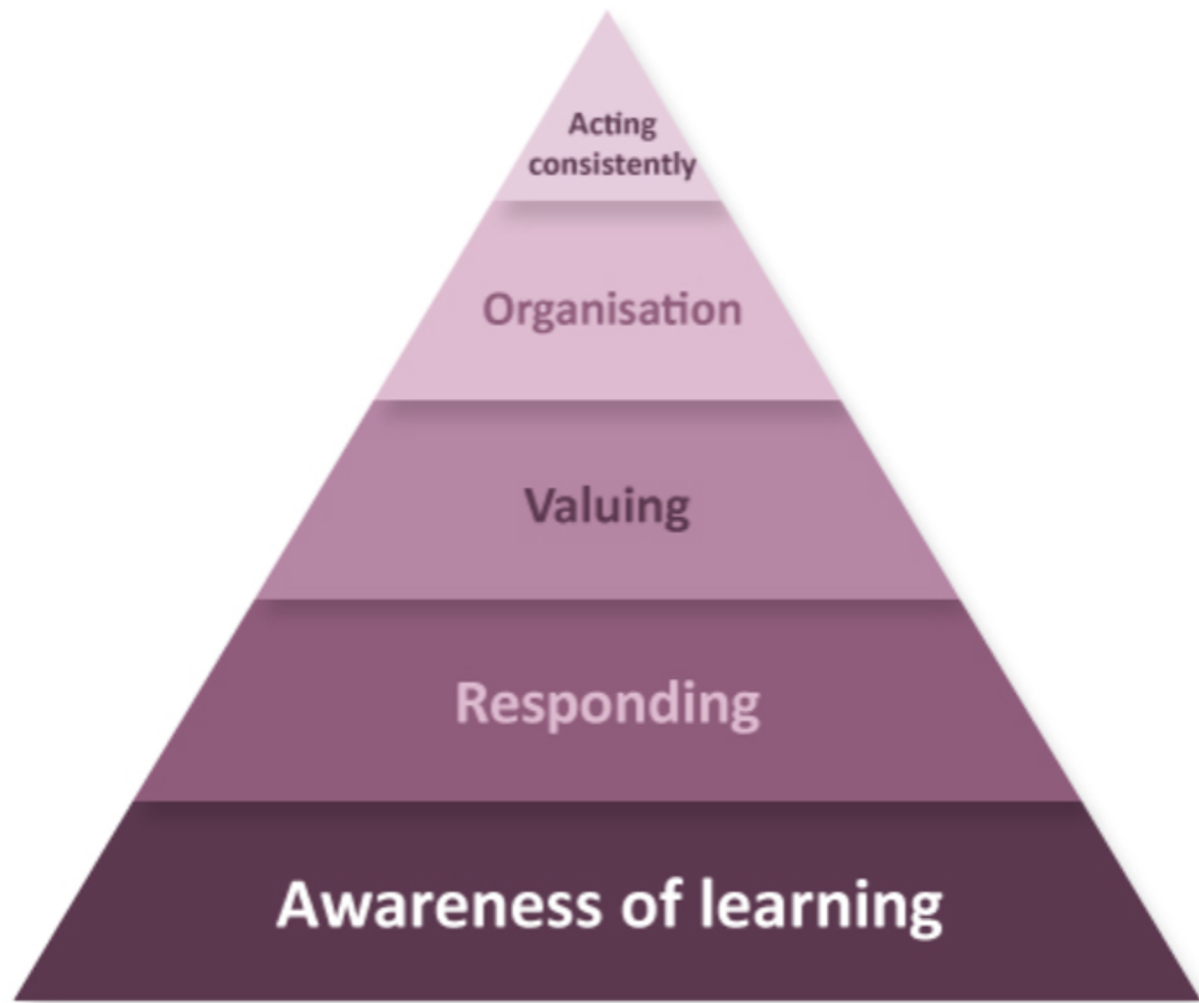 Acting
consistently
Organisation
Valuing
Responding
Awareness of learning